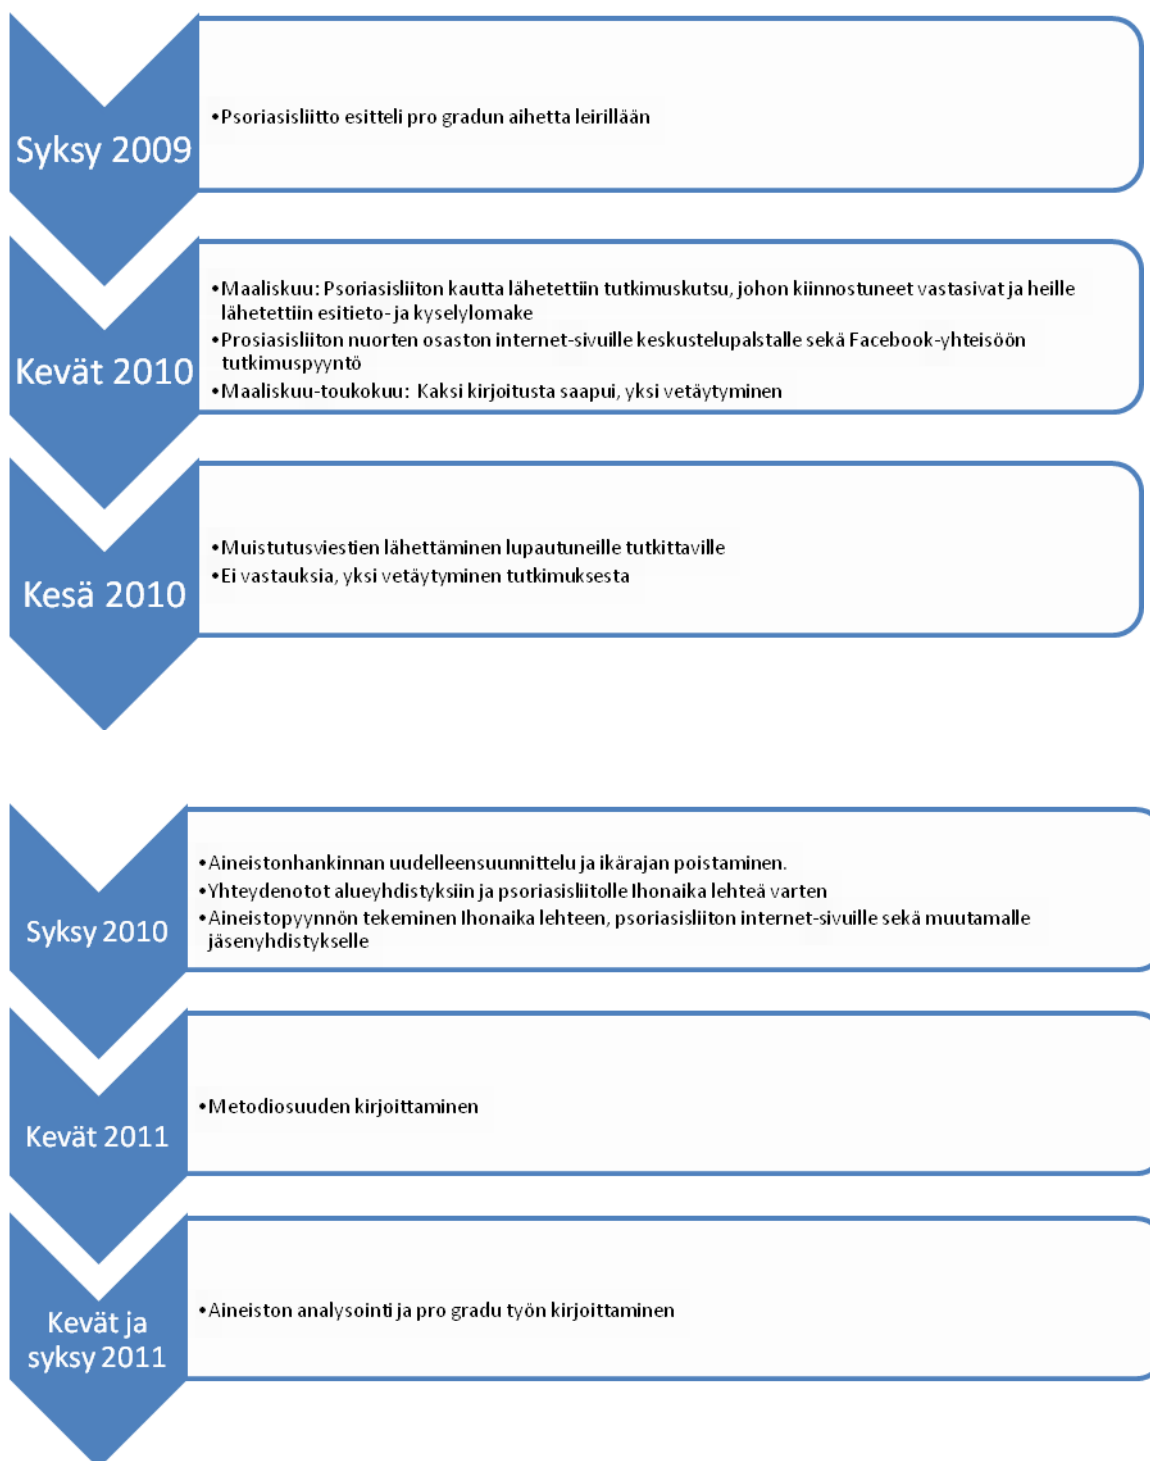 Syksy 2009
•Psoriasisliitto esitteli pro gradun aihetta leirillään
Kevät 2010
•Maaliskuu: Psoriasisliiton kautta lähetettiin tutkimuskutsu, johon kiinnostuneet vastasivat ja heille
lähetettiin esitieto- ja kyselylomake
•Prosiasisliiton nuorten osaston internet-sivuille keskustelupalstalle sekä Facebook-yhteisöön
tutkimuspyyntö
•Maaliskuu-toukokuu: Kaksi kirjoitusta saapui, yksi vetäytyminen
Kesä 2010
•Muistutusviestien lähettäminen lupautuneille tutkittaville
•Ei vastauksia, yksi vetäytyminen tutkimuksesta
Syksy 2010
•Aineistonhankinnan uudelleensuunnittelu ja ikärajan poistaminen.
•Yhteydenotot alueyhdistyksiin ja psoriasisliitolle Ihonaika lehteä varten
•Aineistopyynnön tekeminen Ihonaika lehteen, psoriasisliiton internet-sivuille sekä muutamalle
jäsenyhdistykselle
Kevät 2011
•Metodiosuuden kirjoittaminen
Kevät ja
syksy 2011
•Aineiston analysointi ja pro gradu työn kirjoittaminen